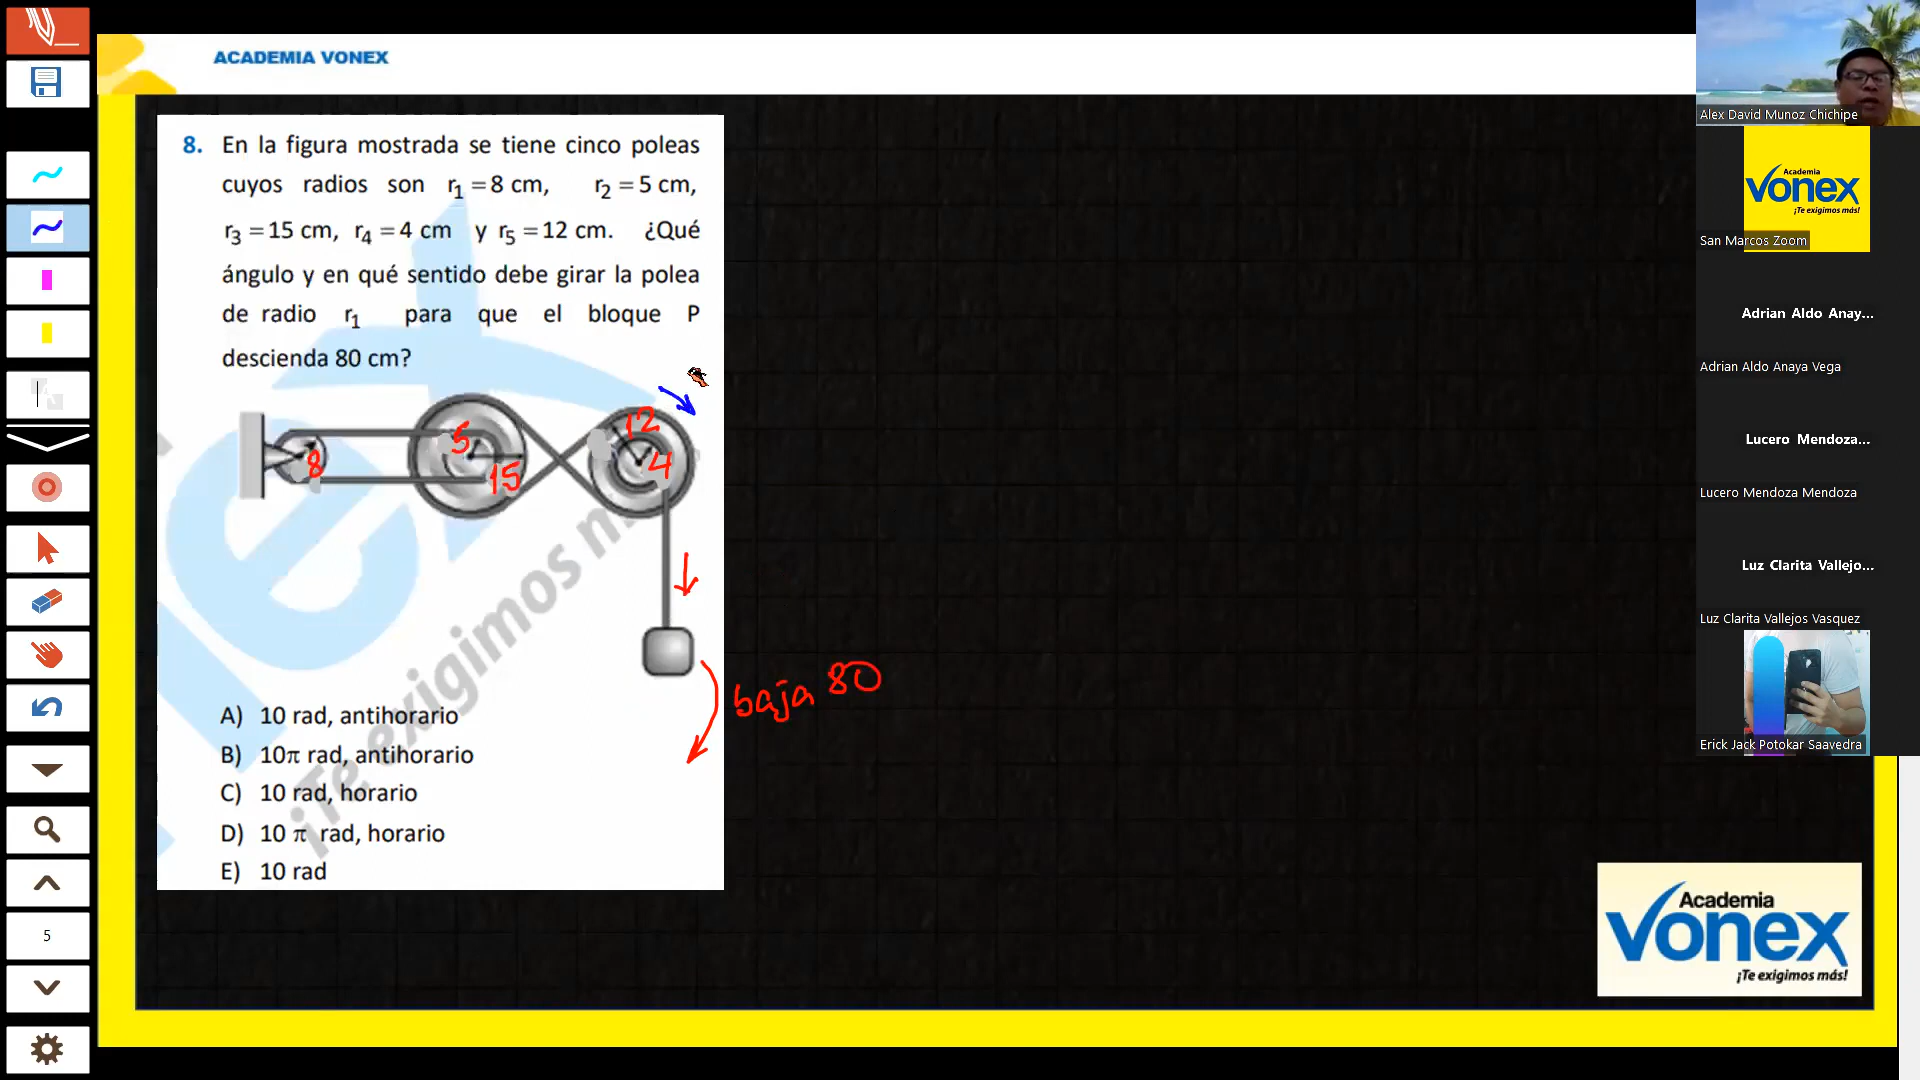 ACADEMIA VONEX
8. En la figura mostrada se tiene cinco poleas
cuyos radios son r₁ = 8 cm, r₂ = 5 cm,
r₃ = 15 cm, r₄ = 4 cm y r₅ = 12 cm. ¿Qué
ángulo y en qué sentido debe girar la polea
de radio r₁ para que el bloque P
descienda 80 cm?
12
5
8
4
15
baja 80
A) 10 rad, antihorario
B) 10π rad, antihorario
C) 10 rad, horario
D) 10 π rad, horario
E) 10 rad
¡Te exigimos m
5
Alex David Munoz Chichipe
Academia
vonex
¡Te exigimos más!
San Marcos Zoom
Adrian Aldo Anay...
Adrian Aldo Anaya Vega
Lucero Mendoza...
Lucero Mendoza Mendoza
Luz Clarita Vallejo...
Luz Clarita Vallejos Vasquez
Erick Jack Potokar Saavedra
Academia
vonex
¡Te exigimos más!